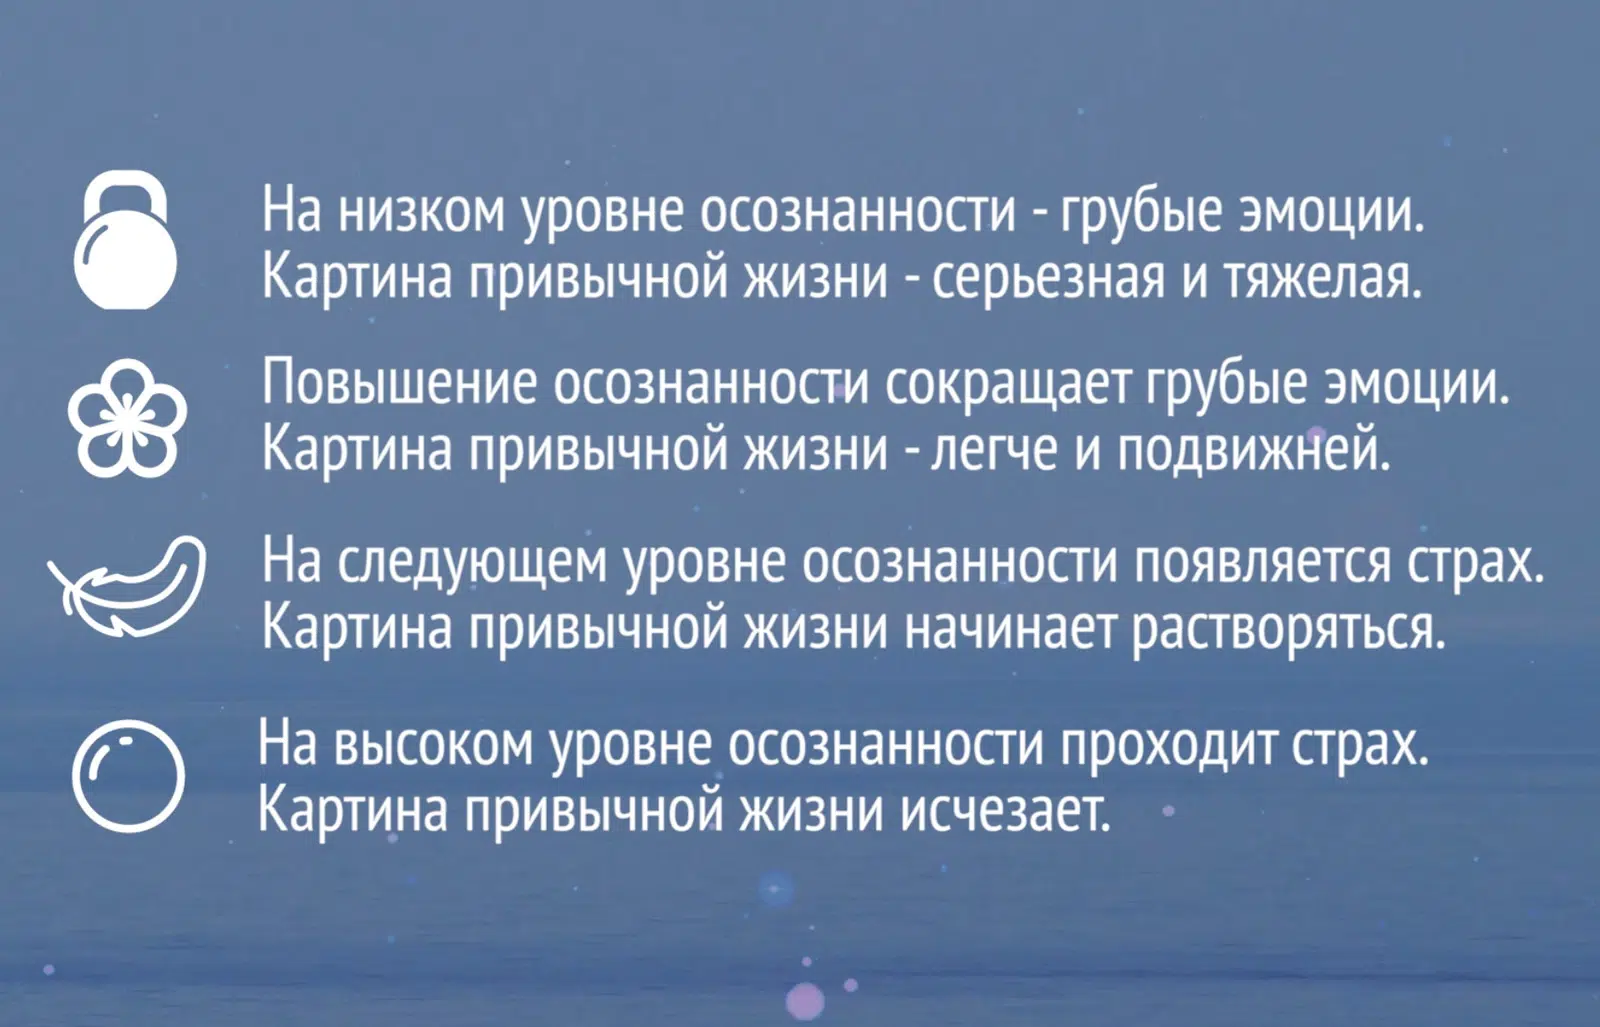 На низком уровне осознанности - грубые эмоции.
Картина привычной жизни - серьезная и тяжелая.
Повышение осознанности сокращает грубые эмоции.
Картина привычной жизни - легче и подвижней.
На следующем уровне осознанности появляется страх.
Картина привычной жизни начинает растворяться.
На высоком уровне осознанности проходит страх.
Картина привычной жизни исчезает.